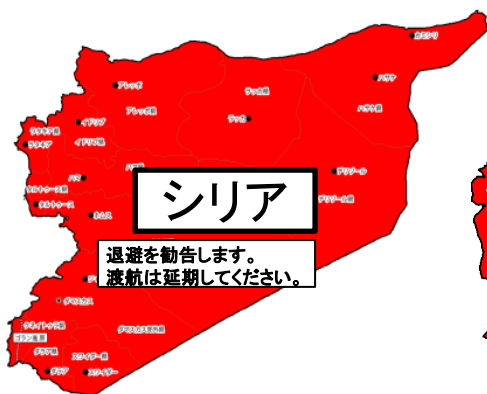 カミシリ
ハサケ
アレッポ
ラッカ県
アレッポ県
ハサケ県
ラッカ
イドリブ
ラタキア県
イドリブ県
ラタキア
デリゾール
ハマ
タルトゥース県
デリゾール県
タルトゥース
シリア
ホムス
退避を勧告します。
渡航は延期してください。
ダマスカス
クネイトゥラ県
ダマスカス郊外県
ゴラン高原
ダラア県
スワイダー県
ダラア
スワイダー